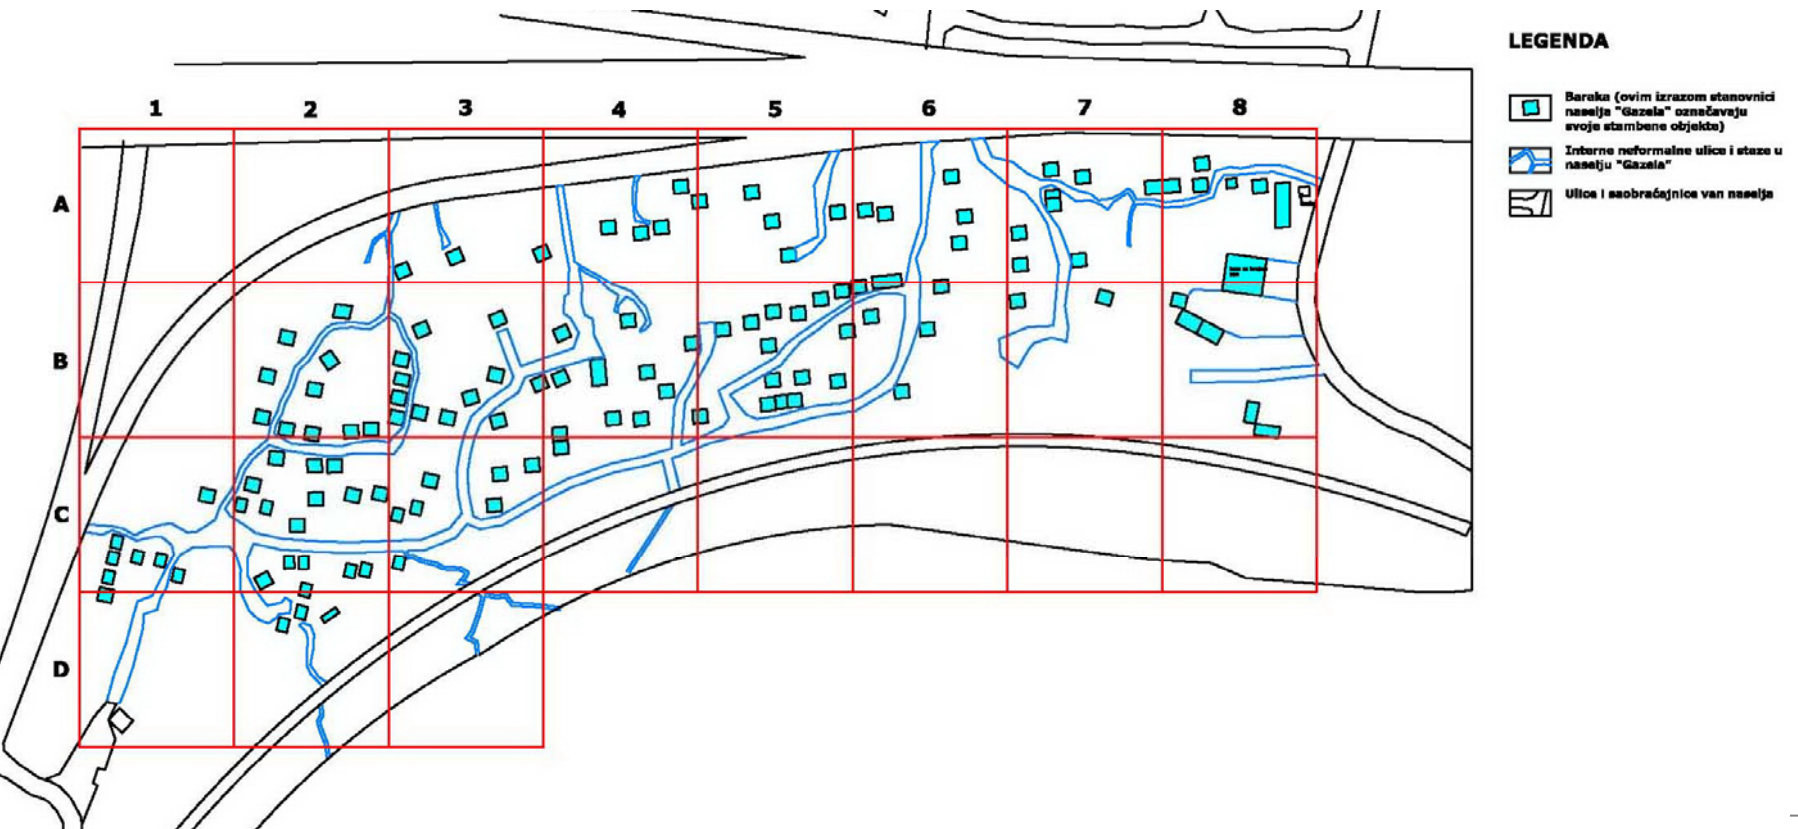 LEGENDA
Baraka (ovim izrazom stanovnici
naselja "Gazela" označavaju
svoje stambene objekte)
Interne neformalne ulice i staze u
naselju "Gazela"
Ulice i saobraćajnice van naselja
1 2 3 4 5 6 7 8
A
B
C
D